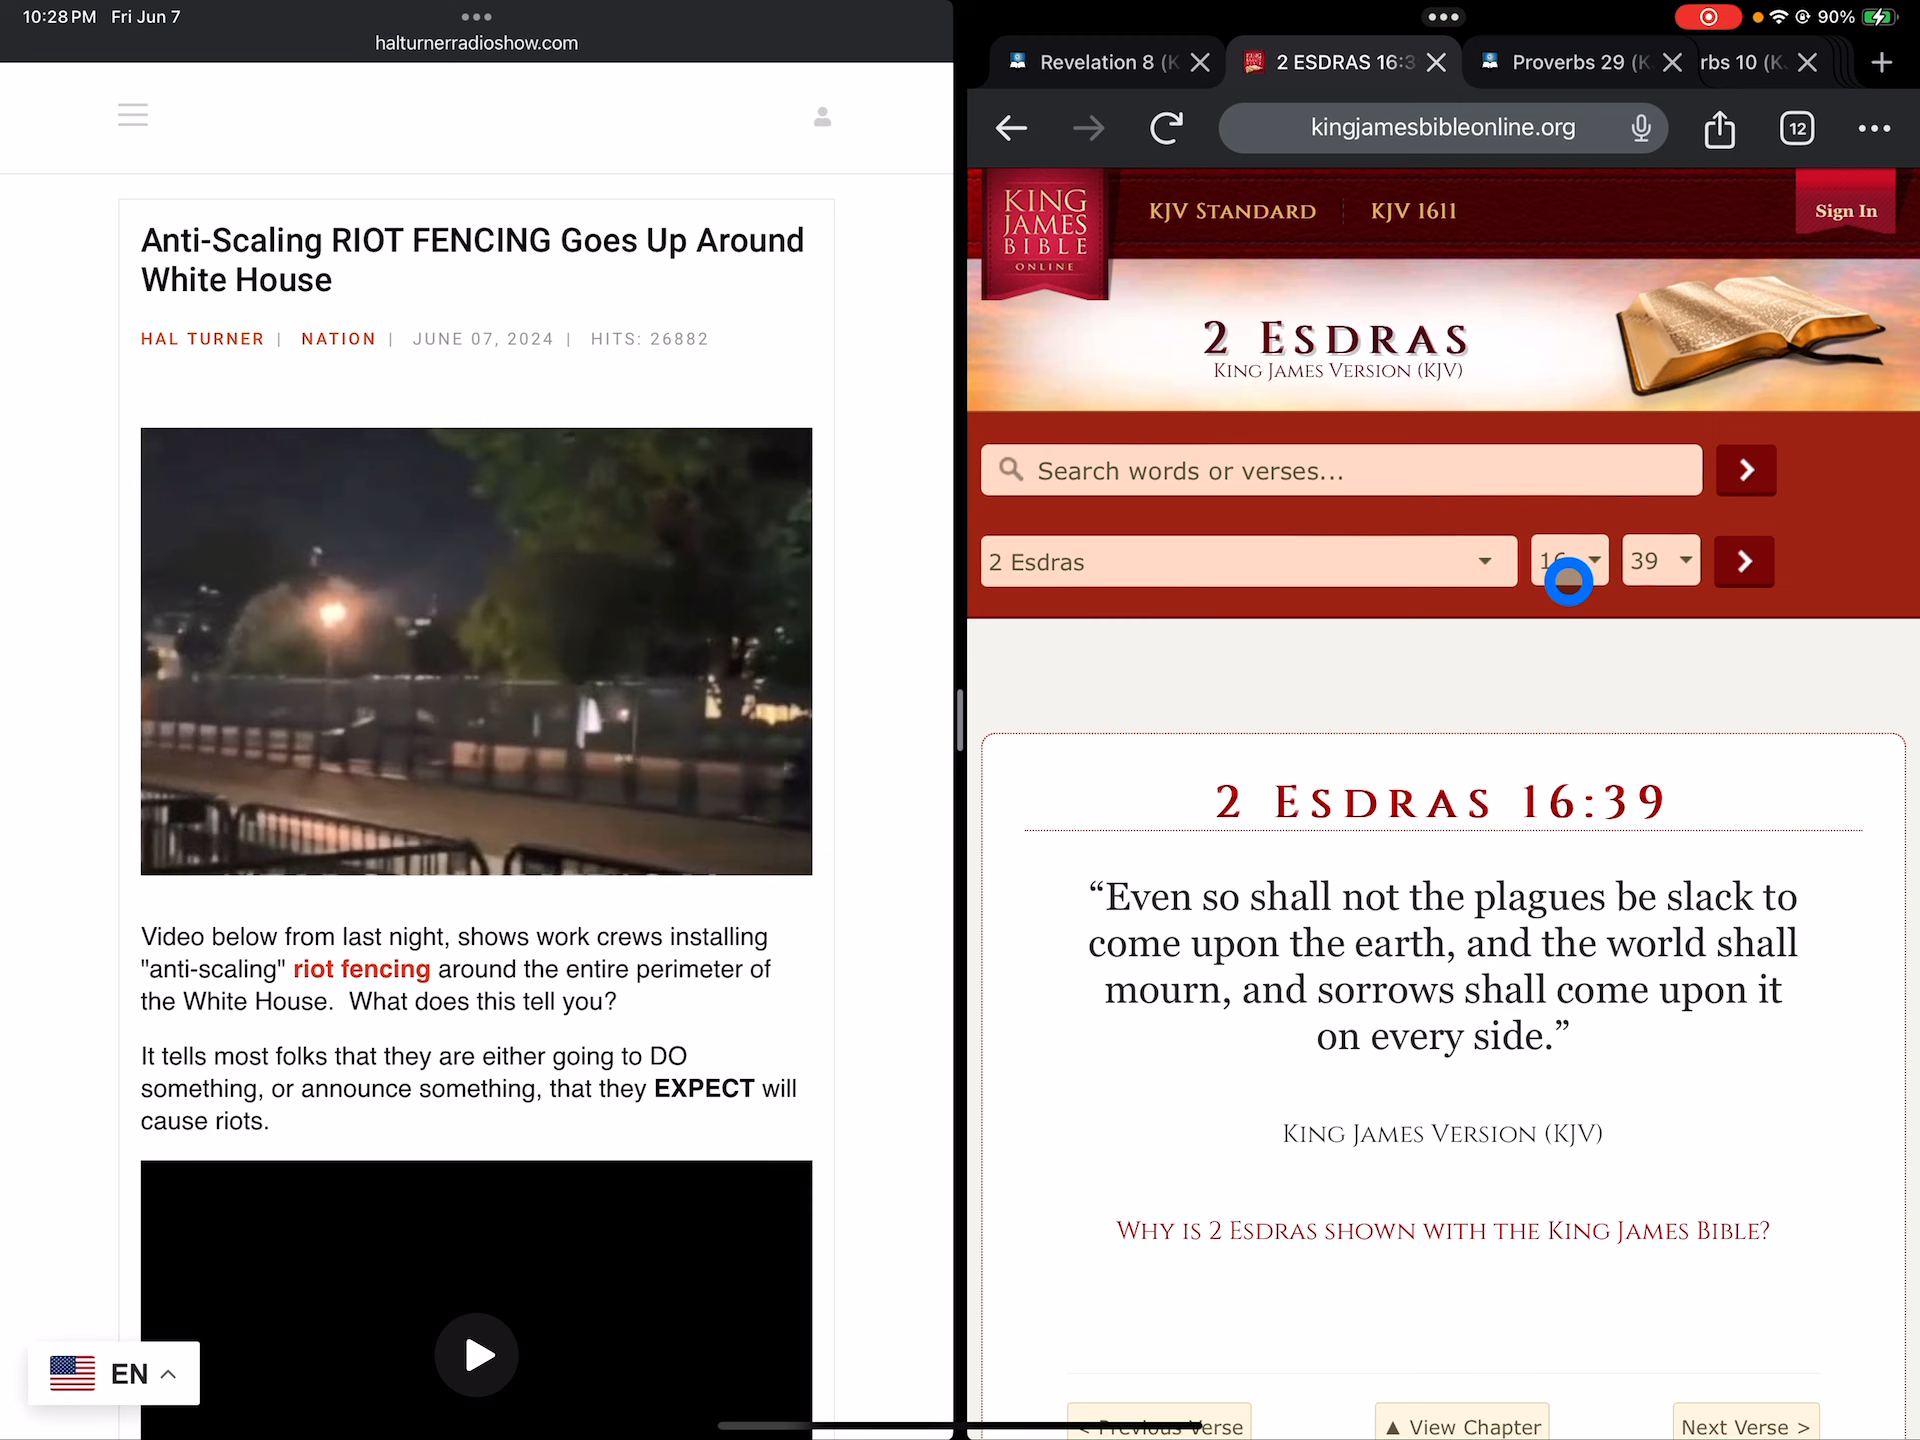 10:28 PM Fri Jun 7
halturnerradioshow.com
Anti-Scaling RIOT FENCING Goes Up Around
White House
HAL TURNER | NATION | JUNE 07, 2024 | HITS: 26882
Video below from last night, shows work crews installing
"anti-scaling" riot fencing around the entire perimeter of
the White House. What does this tell you?
It tells most folks that they are either going to DO
something, or announce something, that they EXPECT will
cause riots.
EN
90%
Revelation 8 (K
2 ESDRAS 16:3
Proverbs 29 (K
rbs 10 (K
kingjamesbibleonline.org
12
KING
JAMES
BIBLE
ONLINE
KJV STANDARD
KJV 1611
Sign In
2 ESDRAS
KING JAMES VERSION (KJV)
Search words or verses...
2 Esdras
16
39
2 ESDRAS 16:39
“Even so shall not the plagues be slack to
come upon the earth, and the world shall
mourn, and sorrows shall come upon it
on every side.”
KING JAMES VERSION (KJV)
WHY IS 2 ESDRAS SHOWN WITH THE KING JAMES BIBLE?
< Previous Verse
▲ View Chapter
Next Verse >